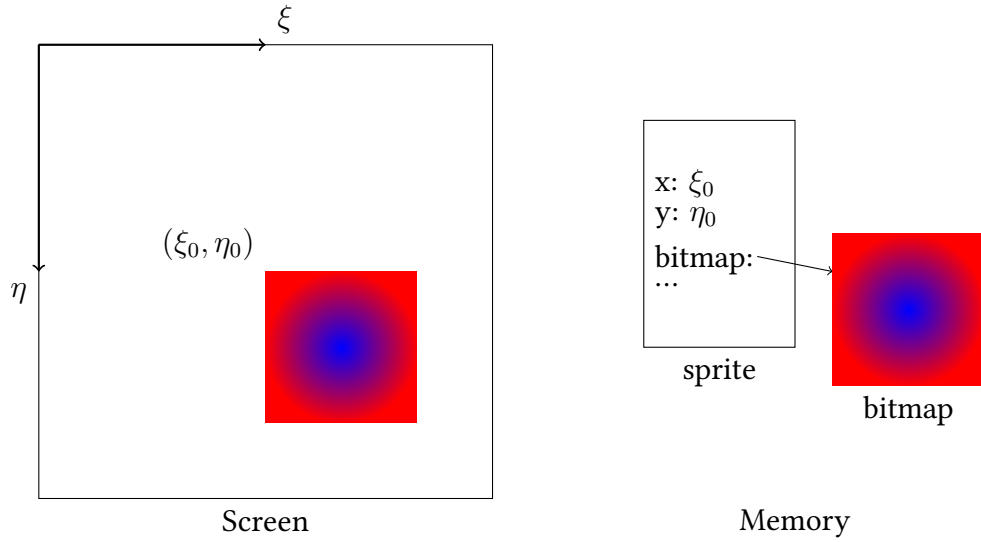 ξ
(ξ₀, η₀)
η
Screen
x: ξ₀
y: η₀
bitmap:
...
sprite
bitmap
Memory